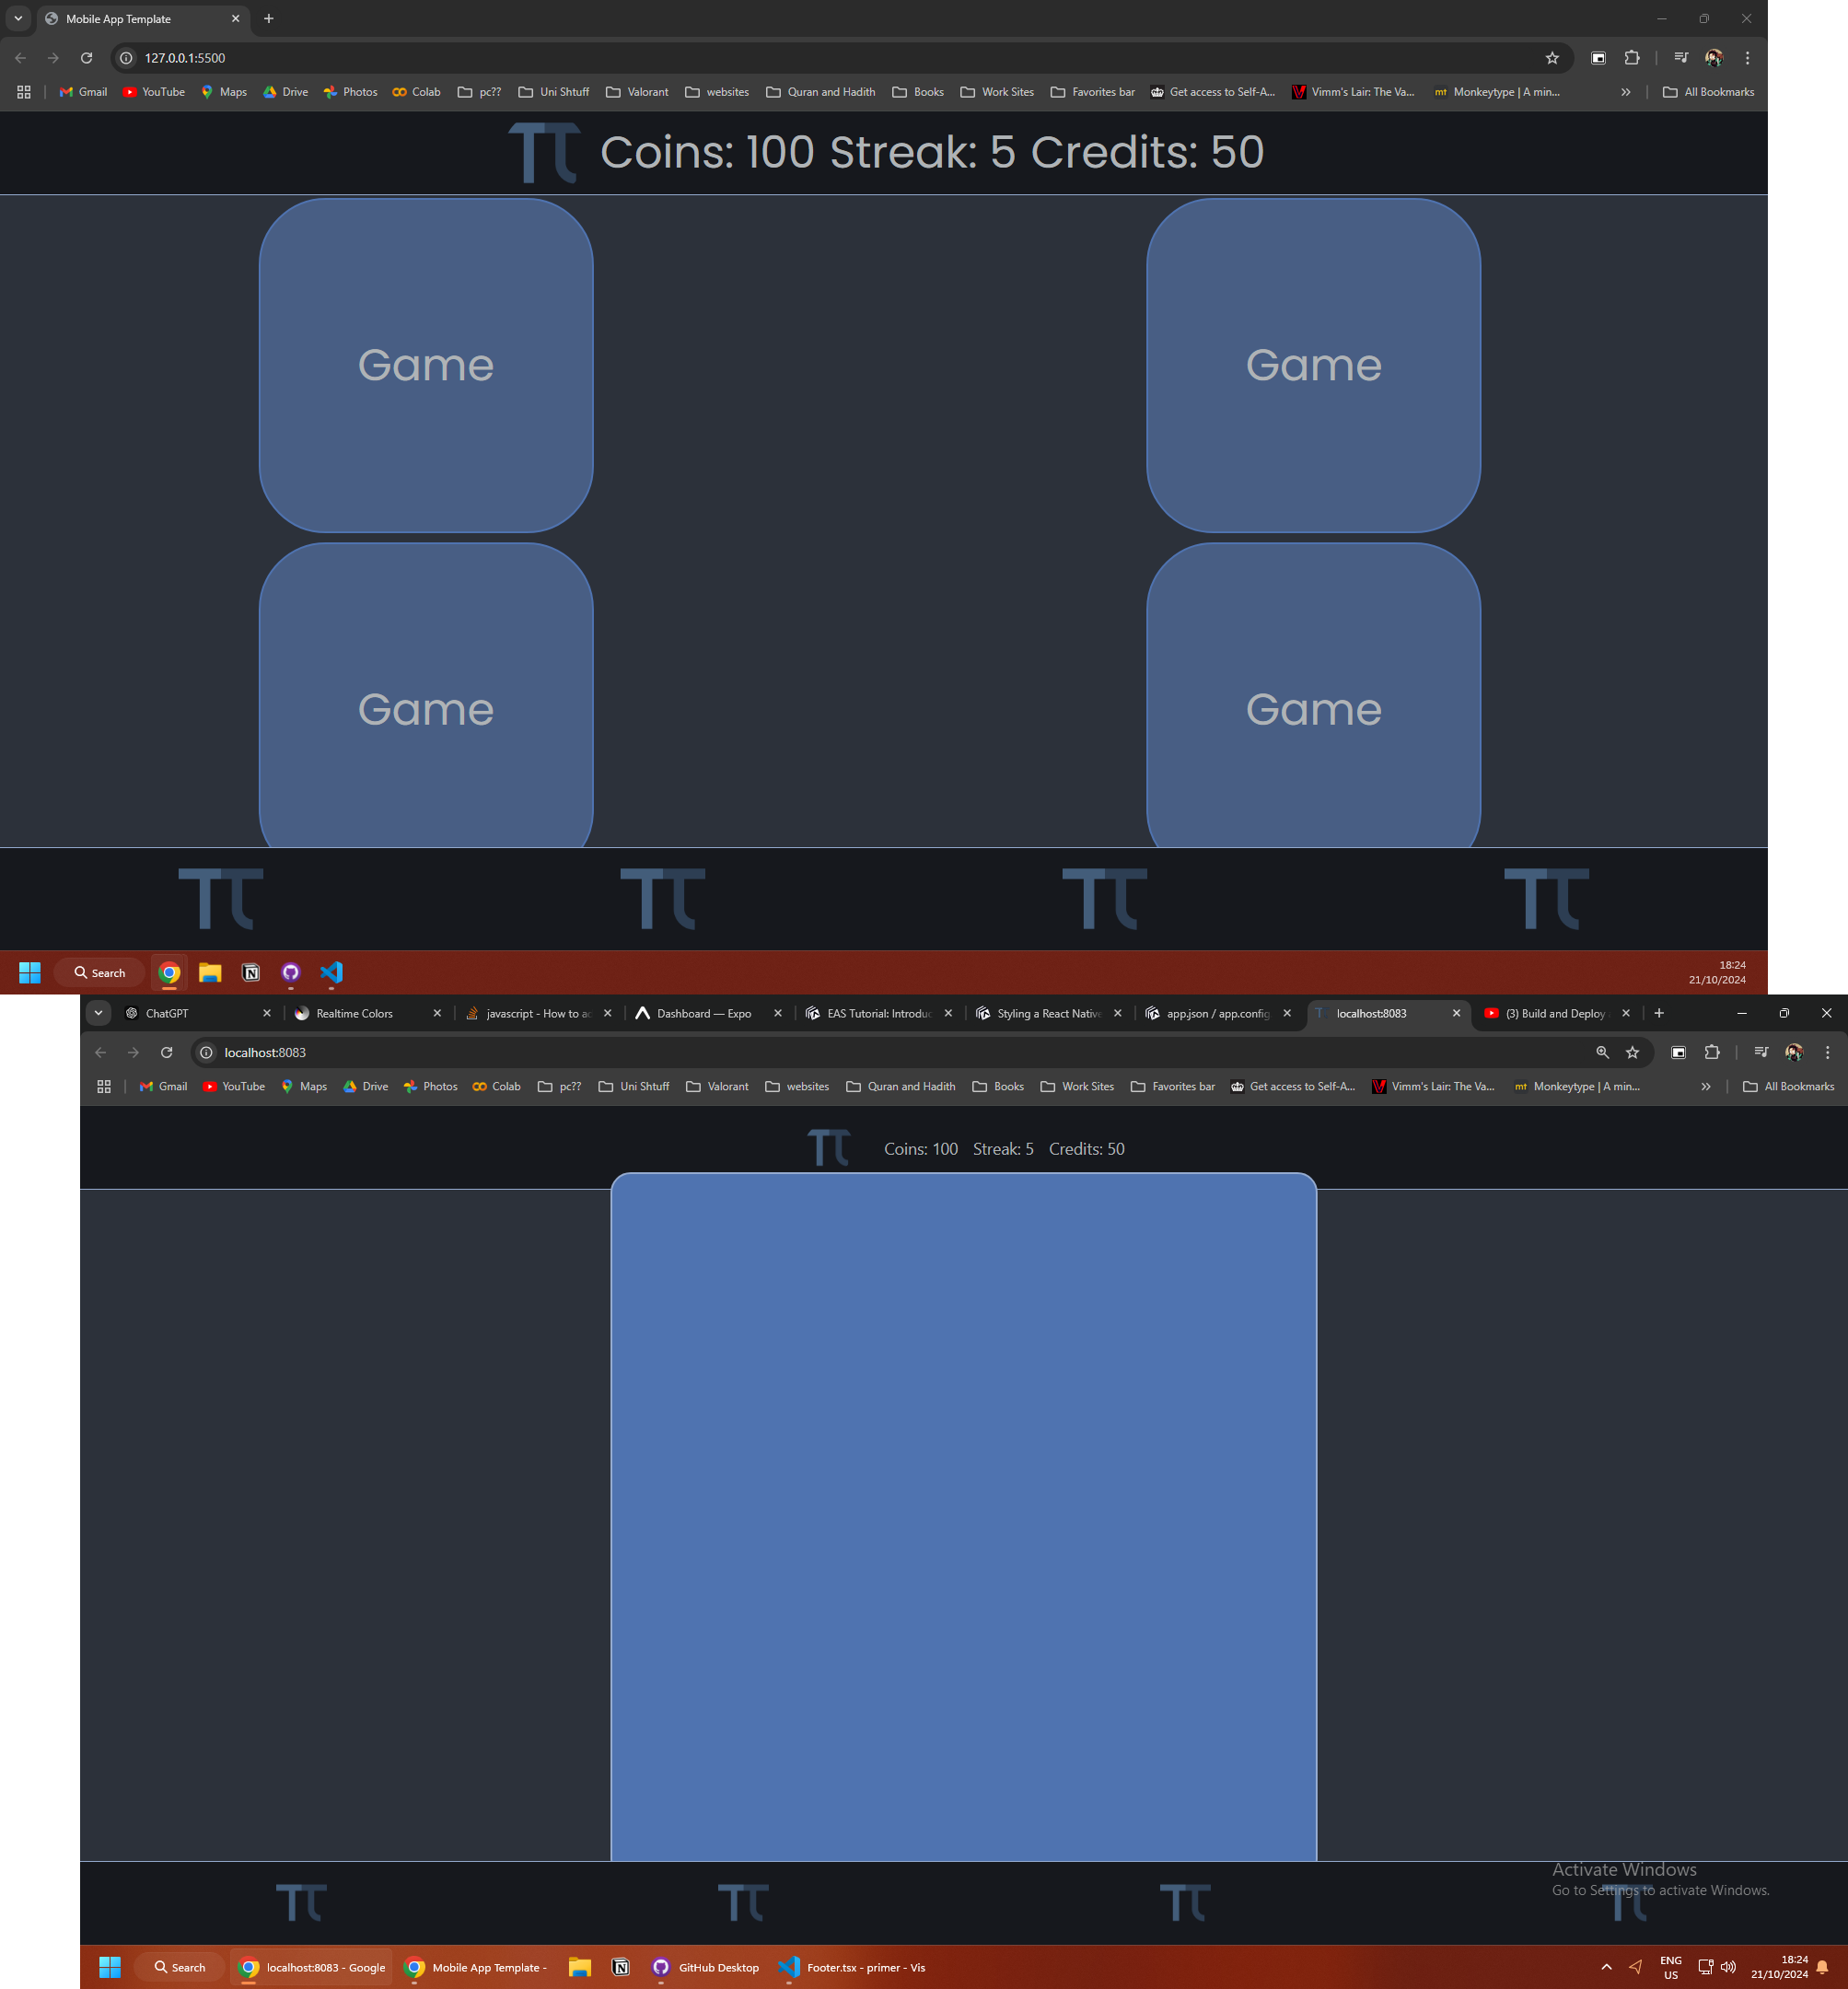 Mobile App Template
127.0.0.1:5500
Gmail YouTube Maps Drive Photos Colab pc?? Uni Shtuff Valorant websites Quran and Hadith Books Work Sites Favorites bar Get access to Self-A... Vimm's Lair: The Va... mt Monkeytype | A min... All Bookmarks
Coins: 100 Streak: 5 Credits: 50
Game Game
Game Game
Search 18:24
21/10/2024
ChatGPT Realtime Colors javascript - How to ac Dashboard — Expo EAS Tutorial: Introduc Styling a React Native app.json / app.config localhost:8083 (3) Build and Deploy
localhost:8083
Gmail YouTube Maps Drive Photos Colab pc?? Uni Shtuff Valorant websites Quran and Hadith Books Work Sites Favorites bar Get access to Self-A... Vimm's Lair: The Va... mt Monkeytype | A min... All Bookmarks
Coins: 100 Streak: 5 Credits: 50
Activate Windows
Go to Settings to activate Windows.
Search localhost:8083 - Google Mobile App Template - GitHub Desktop Footer.tsx - primer - Vis ENG 18:24
US 21/10/2024